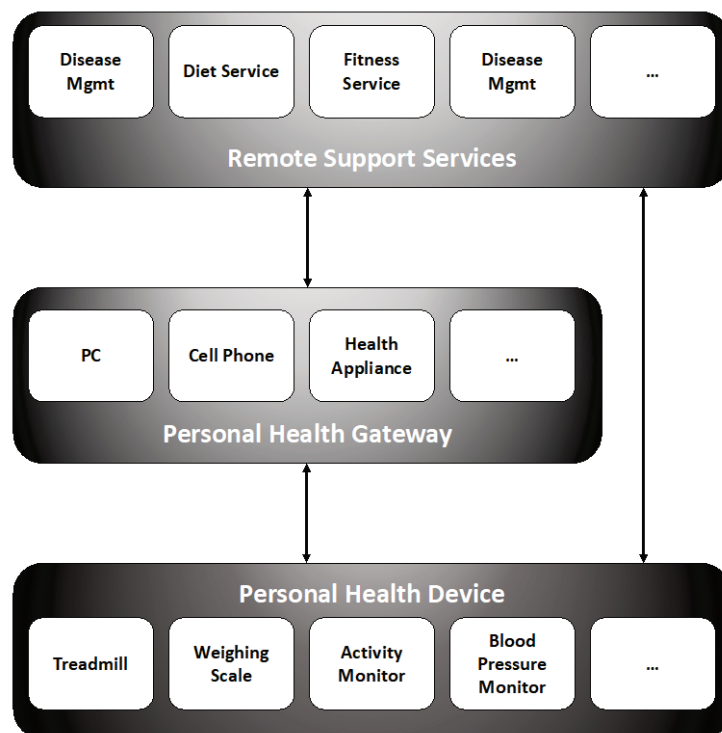 Disease
Mgmt
Diet Service
Fitness
Service
Disease
Mgmt
...
Remote Support Services
PC
Cell Phone
Health
Appliance
...
Personal Health Gateway
Personal Health Device
Treadmill
Weighing
Scale
Activity
Monitor
Blood
Pressure
Monitor
...